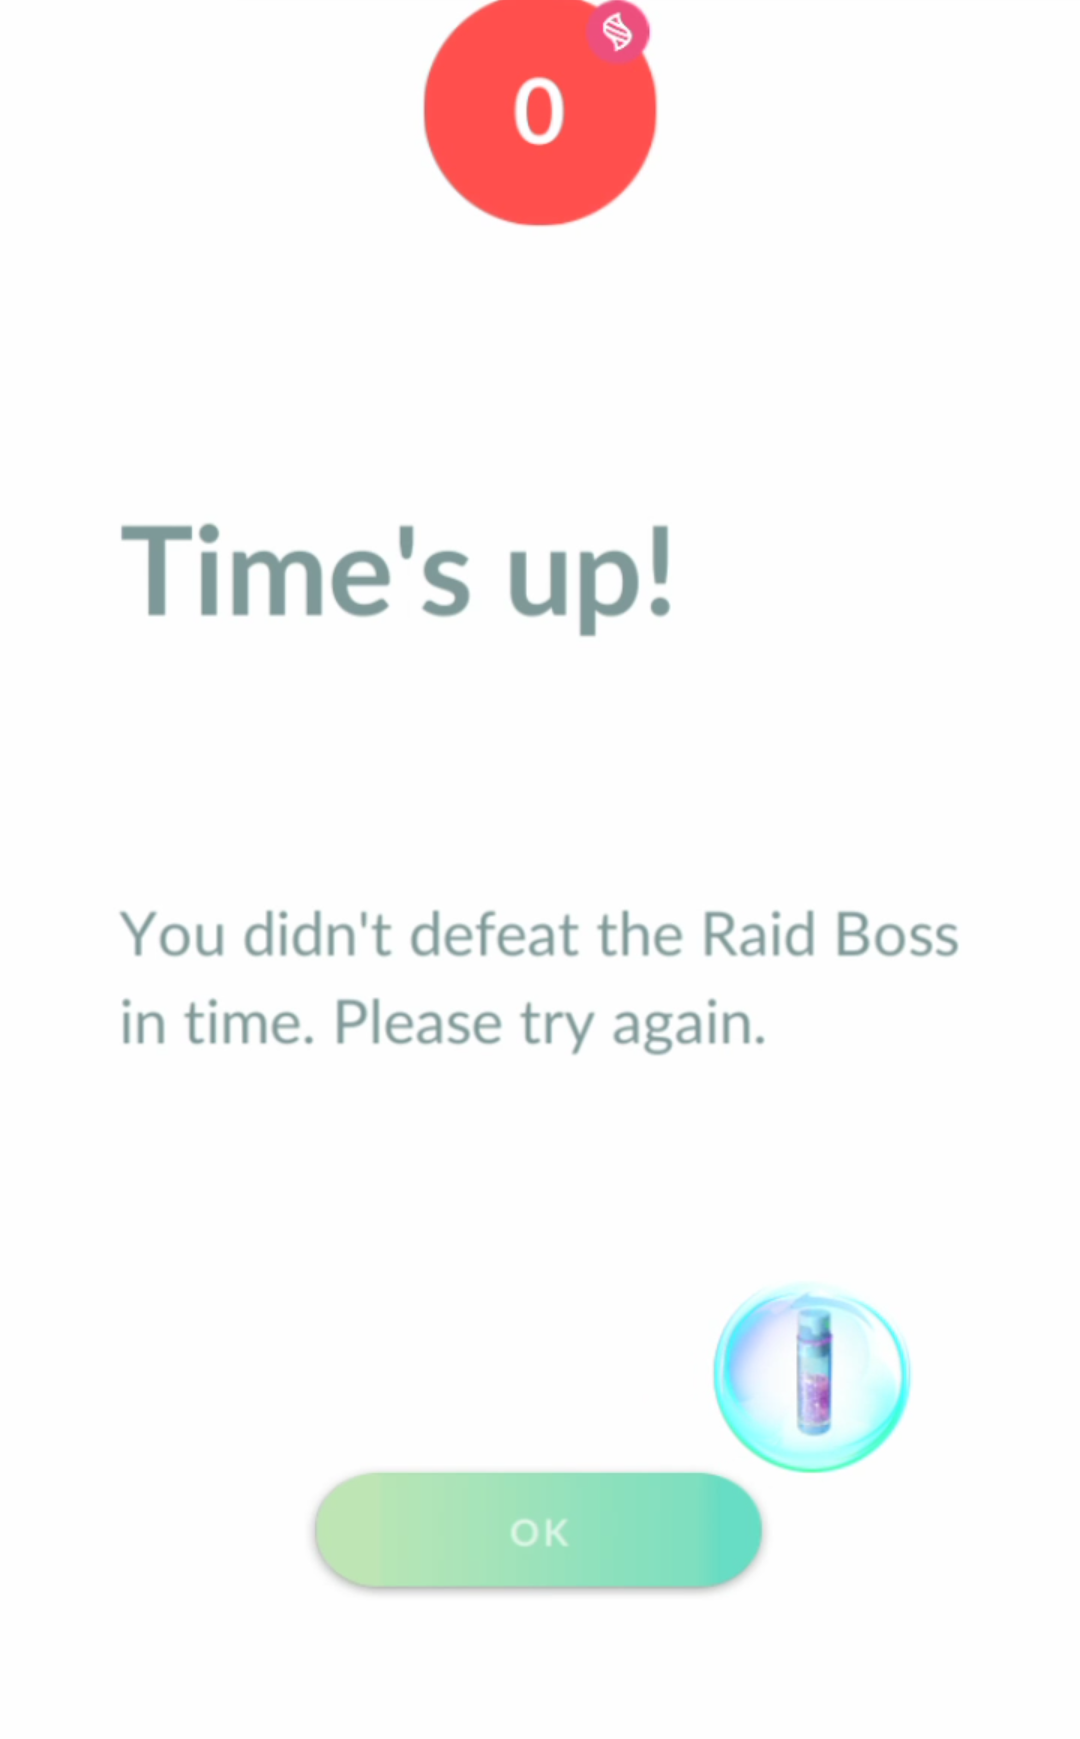 0
Time's up!
You didn't defeat the Raid Boss
in time. Please try again.
OK